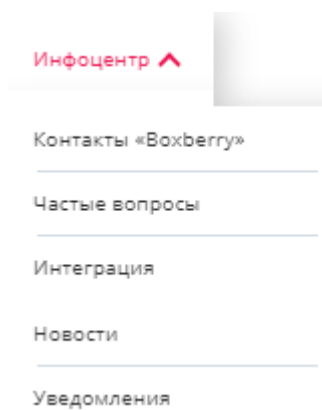 Инфоцентр
Контакты «Boxberry»
Частые вопросы
Интеграция
Новости
Уведомления